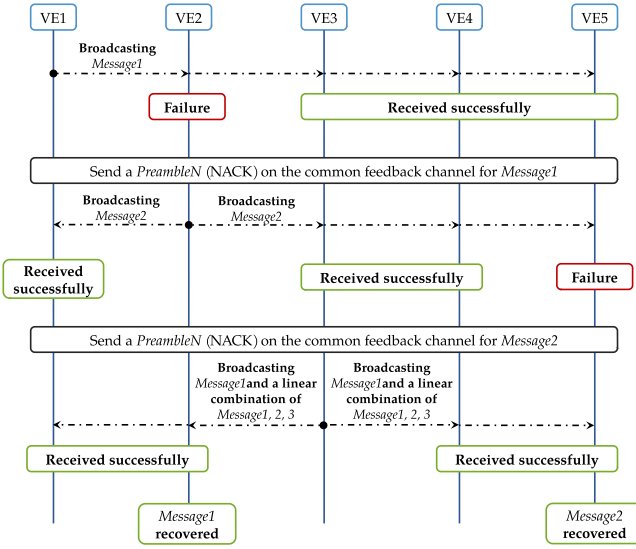 VE1 VE2 VE3 VE4 VE5
Broadcasting
Message1
Failure
Received successfully
Send a PreambleN (NACK) on the common feedback channel for Message1
Broadcasting
Message2
Broadcasting
Message2
Received
successfully
Received successfully
Failure
Send a PreambleN (NACK) on the common feedback channel for Message2
Broadcasting
Message1and a linear
combination of
Message1, 2, 3
Broadcasting
Message1and a linear
combination of
Message1, 2, 3
Received successfully
Received successfully
Message1
recovered
Message2
recovered